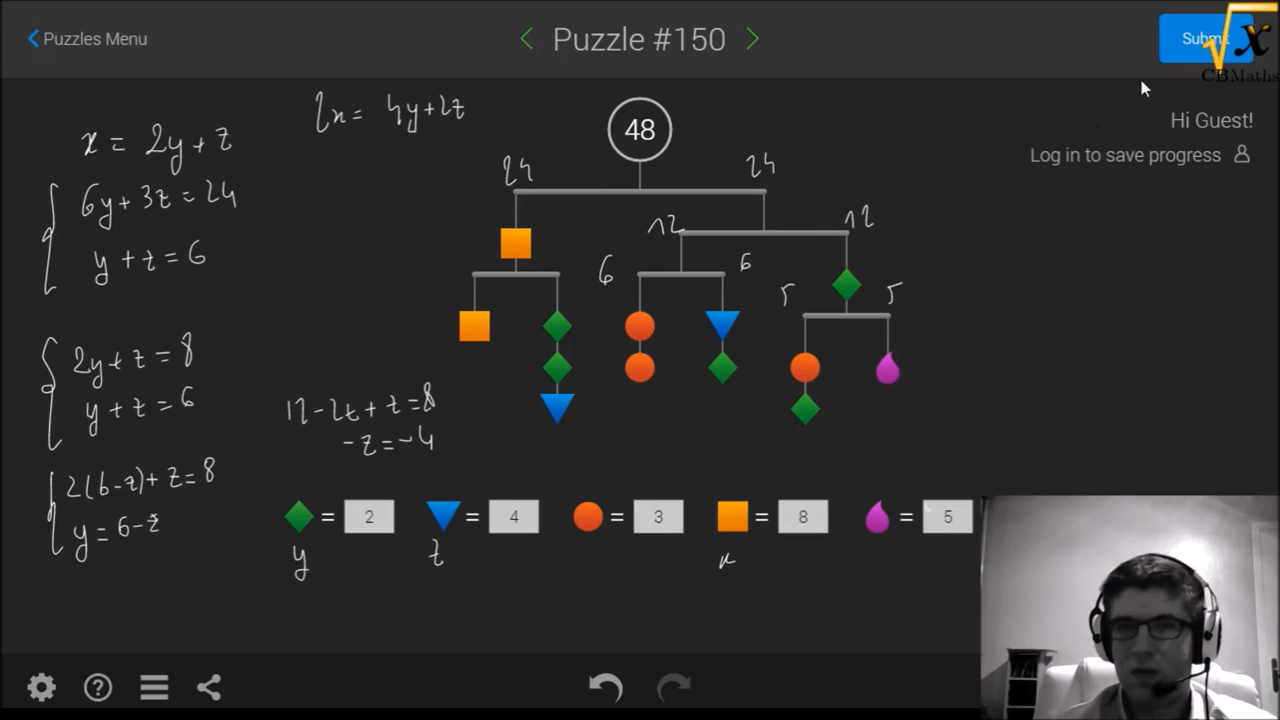 Puzzles Menu
Puzzle #150
Submit
√x
CBMaths
Hi Guest!
Log in to save progress
x = 2y+z
6y+3z=24
y+z=6
2y+z=8
y+z=6
2(6-z)+z=8
y=6-z
2x= 4y+2z
12-2z+z=8
-z=-4
48
24
24
12
12
6
6
5
5
= 2
= 4
= 3
= 8
= 5
y
z
x